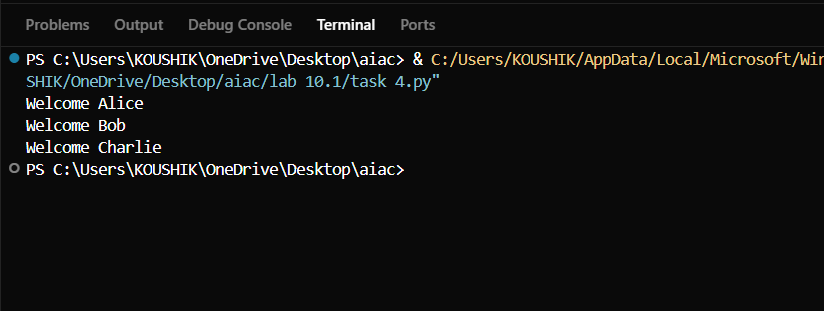 Problems Output Debug Console Terminal Ports
PS C:\Users\KOUSHIK\OneDrive\Desktop\aiac> & C:/Users/KOUSHIK/AppData/Local/Microsoft/Win
SHIK/OneDrive/Desktop/aiac/lab 10.1/task 4.py"
Welcome Alice
Welcome Bob
Welcome Charlie
PS C:\Users\KOUSHIK\OneDrive\Desktop\aiac>